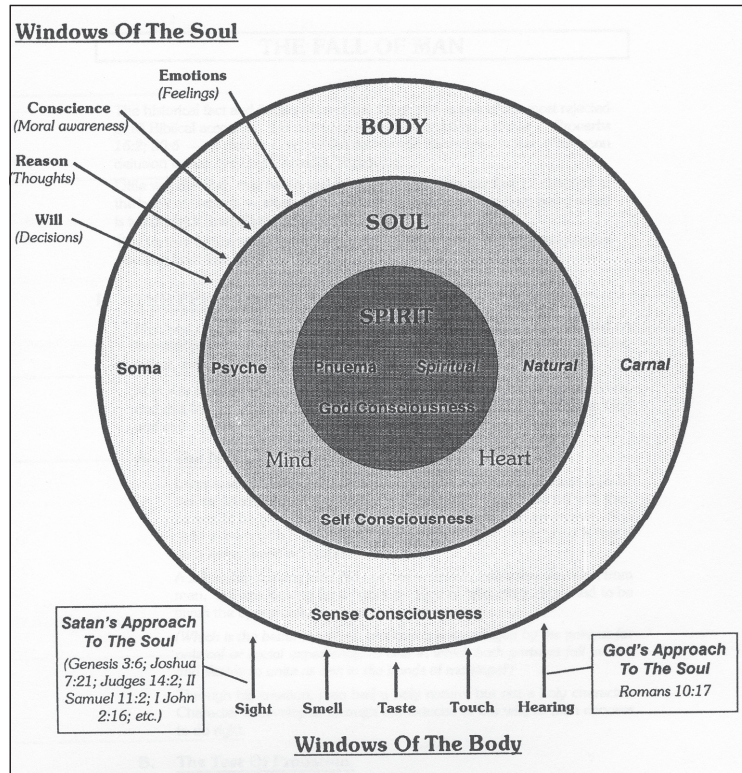 Windows Of The Soul
THE FALL OF MAN
Emotions
(Feelings)
Conscience
(Moral awareness)
Reason
(Thoughts)
Will
(Decisions)
BODY
SOUL
SPIRIT
Soma
Psyche
Pnuema
Spiritual
Natural
Carnal
God Consciousness
Mind
Heart
Self Consciousness
Sense Consciousness
Satan's Approach
To The Soul
(Genesis 3:6; Joshua
7:21; Judges 14:2; II
Samuel 11:2; I John
2:16; etc.)
God's Approach
To The Soul
Romans 10:17
Sight
Smell
Taste
Touch
Hearing
Windows Of The Body